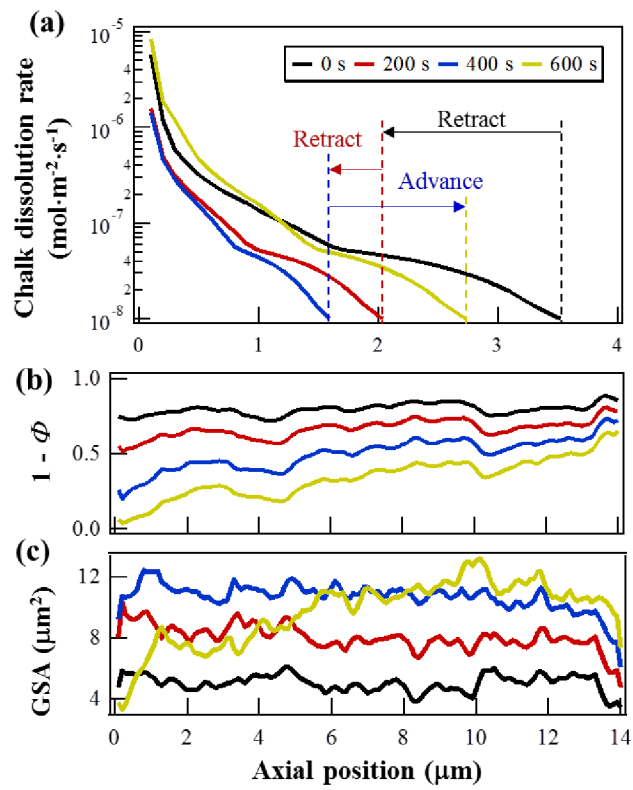 (a)
Chalk dissolution rate
(mol·m-2·s-1)
10-5
4
2
10-6
4
2
10-7
4
2
10-8
0 s 200 s 400 s 600 s
Retract
Retract
Advance
0 1 2 3 4
(b)
1 - Φ
1.0
0.5
0.0
(c)
GSA (μm2)
12
8
4
0 2 4 6 8 10 12 14
Axial position (μm)